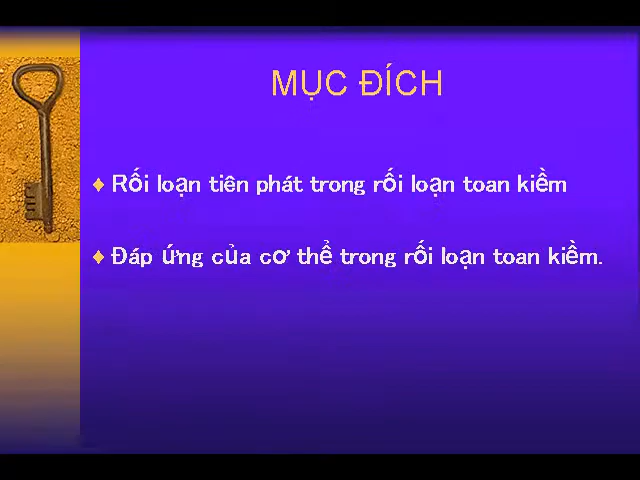 MỤC ĐÍCH
Rối loạn tiên phát trong rối loạn toan kiềm
Đáp ứng của cơ thể trong rối loạn toan kiềm.